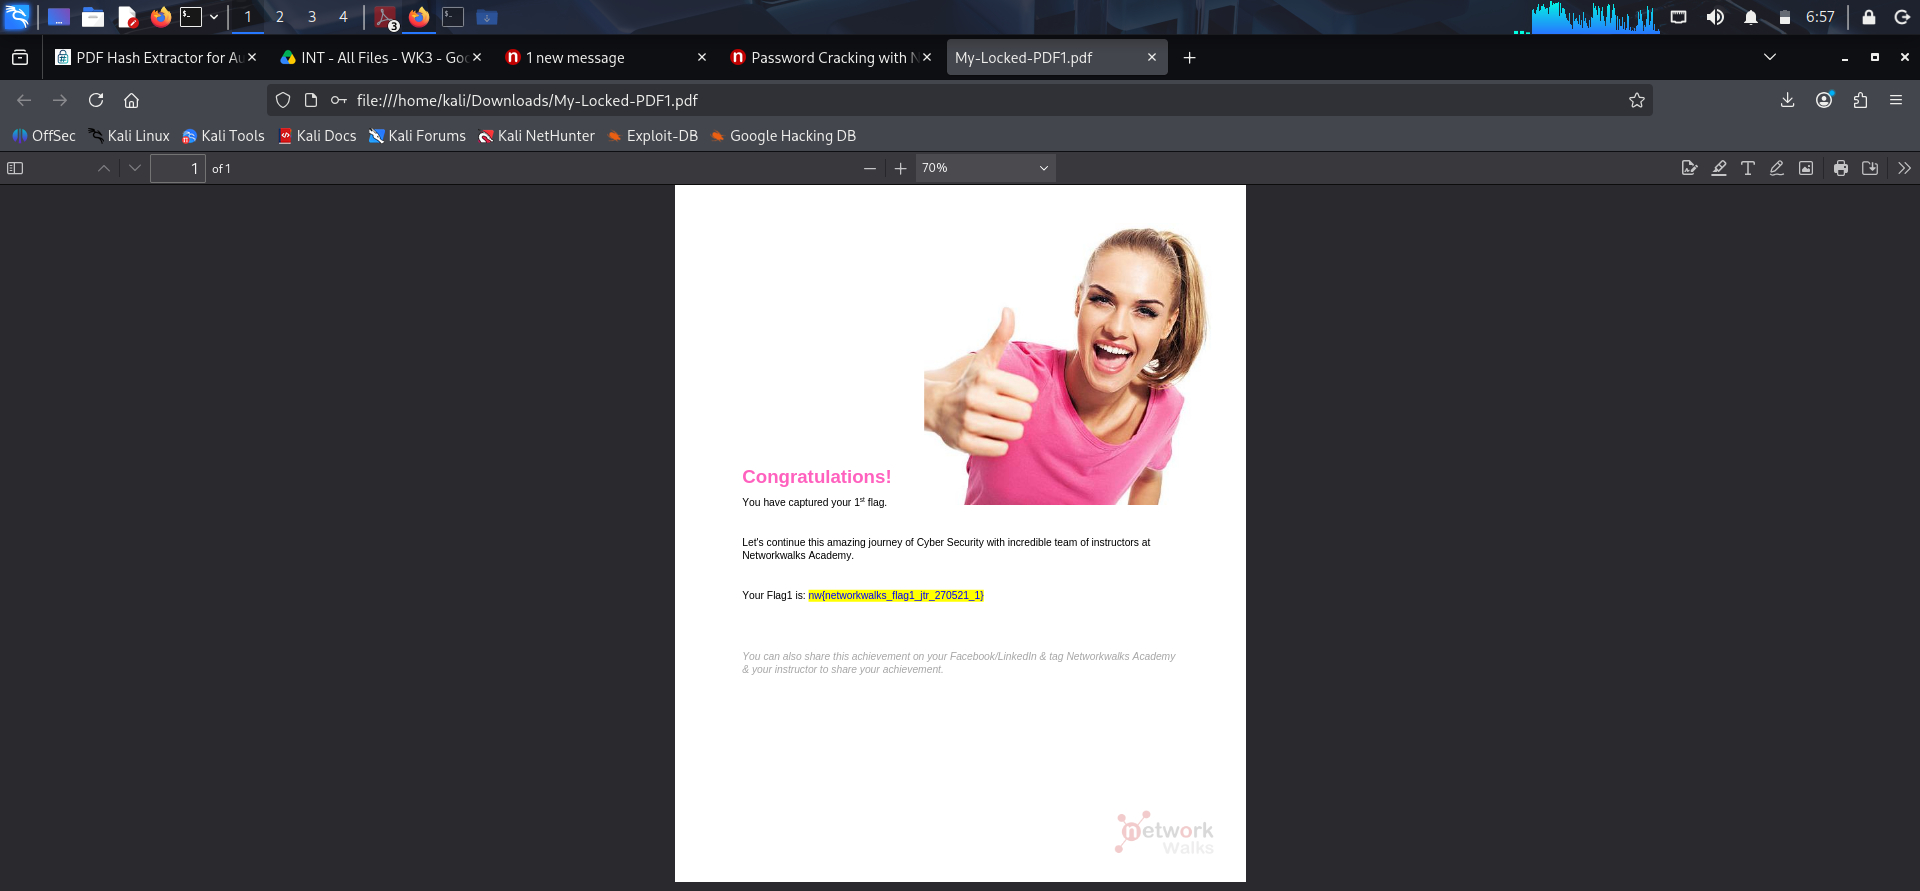 1 2 3 4 3 6:57
PDF Hash Extractor for Au INT - All Files - WK3 - Goo 1 new message Password Cracking with N My-Locked-PDF1.pdf
file:///home/kali/Downloads/My-Locked-PDF1.pdf
OffSec Kali Linux Kali Tools Kali Docs Kali Forums Kali NetHunter Exploit-DB Google Hacking DB
1 of 1 70%
Congratulations!
You have captured your 1st flag.
Let's continue this amazing journey of Cyber Security with incredible team of instructors at
Networkwalks Academy.
Your Flag1 is: nw{networkwalks_flag1_jtr_270521_1}
You can also share this achievement on your Facebook/LinkedIn & tag Networkwalks Academy
& your instructor to share your achievement.
network
Walks